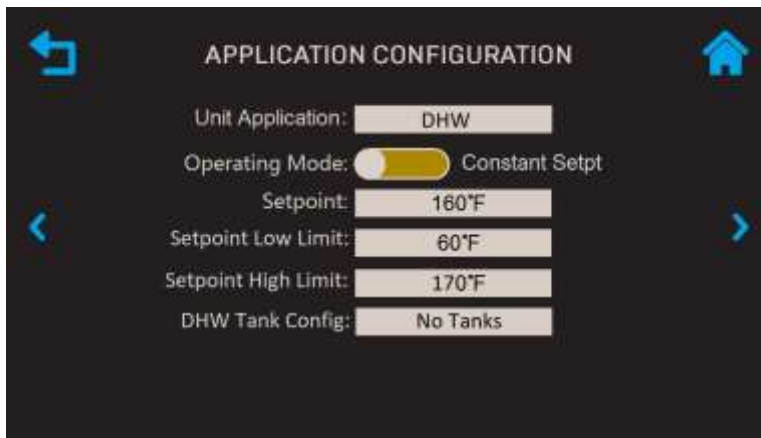 APPLICATION CONFIGURATION
Unit Application: DHW
Operating Mode: Constant Setpt
Setpoint: 160°F
Setpoint Low Limit: 60°F
Setpoint High Limit: 170°F
DHW Tank Config: No Tanks